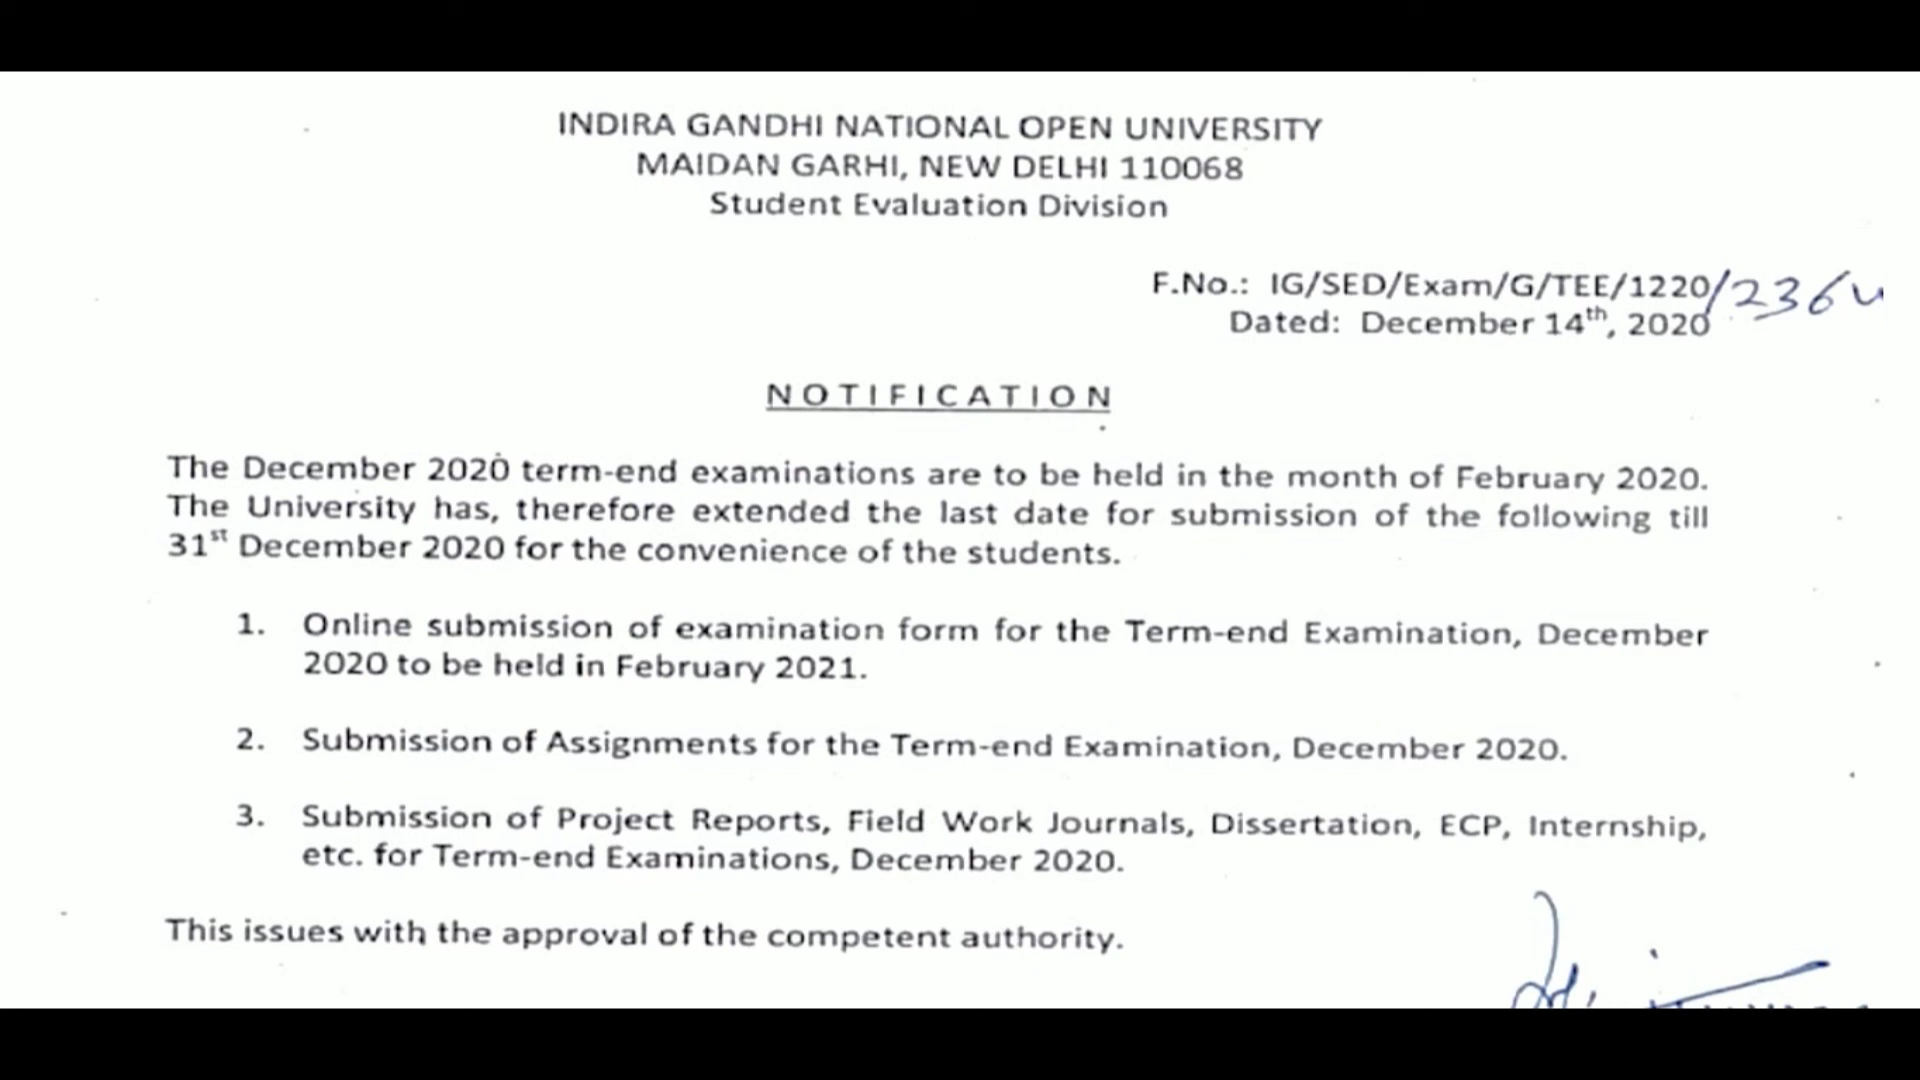 INDIRA GANDHI NATIONAL OPEN UNIVERSITY
MAIDAN GARHI, NEW DELHI 110068
Student Evaluation Division
F.No.: IG/SED/Exam/G/TEE/1220/
Dated: December 14th, 2020
NOTIFICATION
The December 2020 term-end examinations are to be held in the month of February 2020.
The University has, therefore extended the last date for submission of the following till
31st December 2020 for the convenience of the students.
1. Online submission of examination form for the Term-end Examination, December
2020 to be held in February 2021.
2. Submission of Assignments for the Term-end Examination, December 2020.
3. Submission of Project Reports, Field Work Journals, Dissertation, ECP, Internship,
etc. for Term-end Examinations, December 2020.
This issues with the approval of the competent authority.